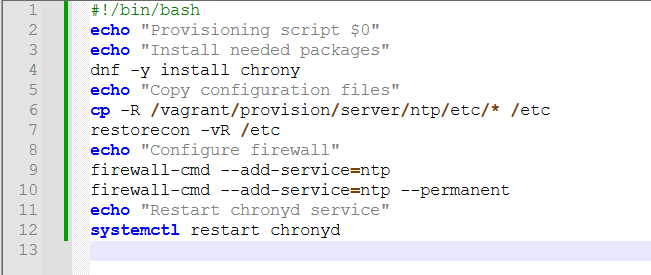 1 #!/bin/bash
2 echo "Provisioning script $0"
3 echo "Install needed packages"
4 dnf -y install chrony
5 echo "Copy configuration files"
6 cp -R /vagrant/provision/server/ntp/etc/* /etc
7 restorecon -vR /etc
8 echo "Configure firewall"
9 firewall-cmd --add-service=ntp
10 firewall-cmd --add-service=ntp --permanent
11 echo "Restart chronyd service"
12 systemctl restart chronyd
13